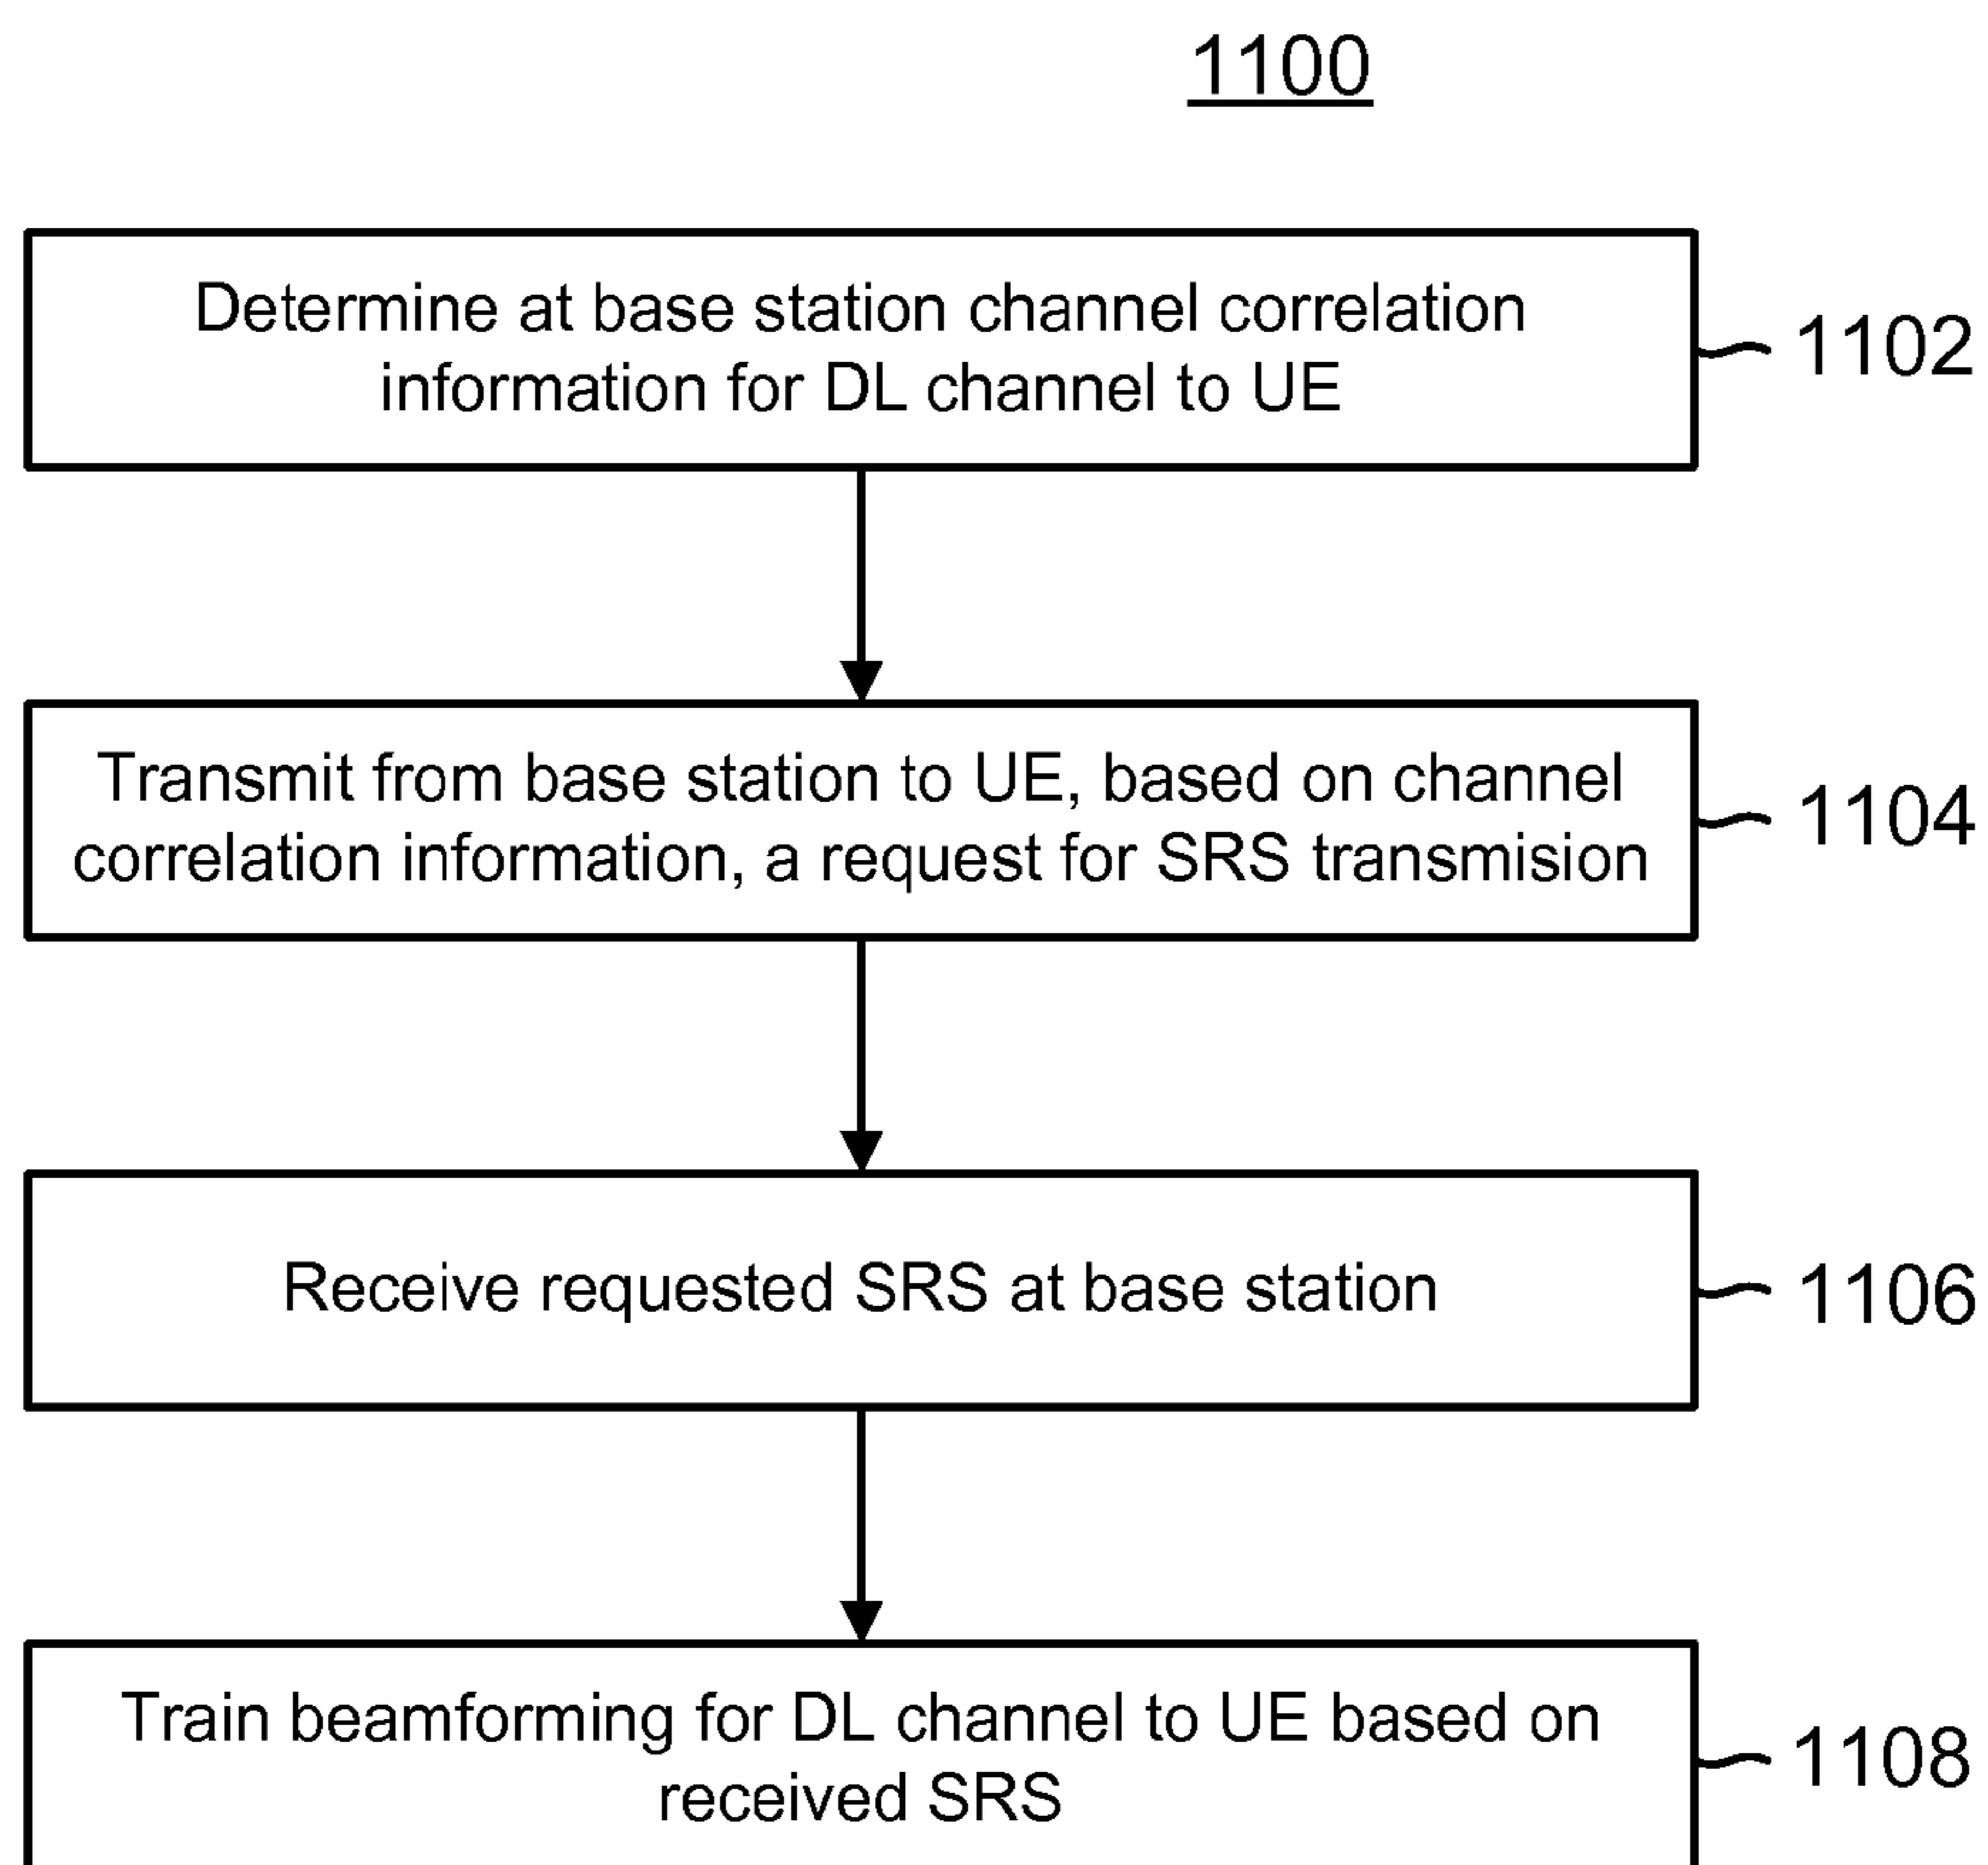 1100
Determine at base station channel correlation
information for DL channel to UE
1102
Transmit from base station to UE, based on channel
correlation information, a request for SRS transmision
1104
Receive requested SRS at base station
1106
Train beamforming for DL channel to UE based on
received SRS
1108